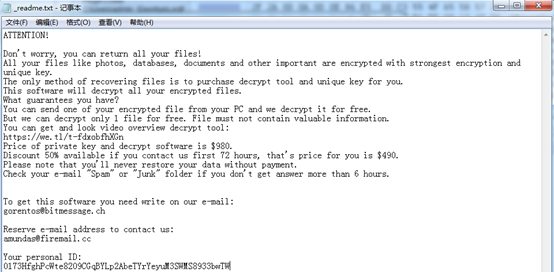 _readme.txt - 记事本
文件(F) 编辑(E) 格式(O) 查看(V) 帮助(H)
ATTENTION!
Don't worry, you can return all your files!
All your files like photos, databases, documents and other important are encrypted with strongest encryption and
unique key.
The only method of recovering files is to purchase decrypt tool and unique key for you.
This software will decrypt all your encrypted files.
What guarantees you have?
You can send one of your encrypted file from your PC and we decrypt it for free.
But we can decrypt only 1 file for free. File must not contain valuable information.
You can get and look video overview decrypt tool:
https://we.tl/t-fdxobfhXGn
Price of private key and decrypt software is $980.
Discount 50% available if you contact us first 72 hours, that's price for you is $490.
Please note that you'll never restore your data without payment.
Check your e-mail "Spam" or "Junk" folder if you don't get answer more than 6 hours.
To get this software you need write on our e-mail:
gorentos@bitmessage.ch
Reserve e-mail address to contact us:
amundas@firemail.cc
Your personal ID:
0173HfghPcWte8209CGqBYLp2AbeTYrYeyuM3SWMS8933bwTW